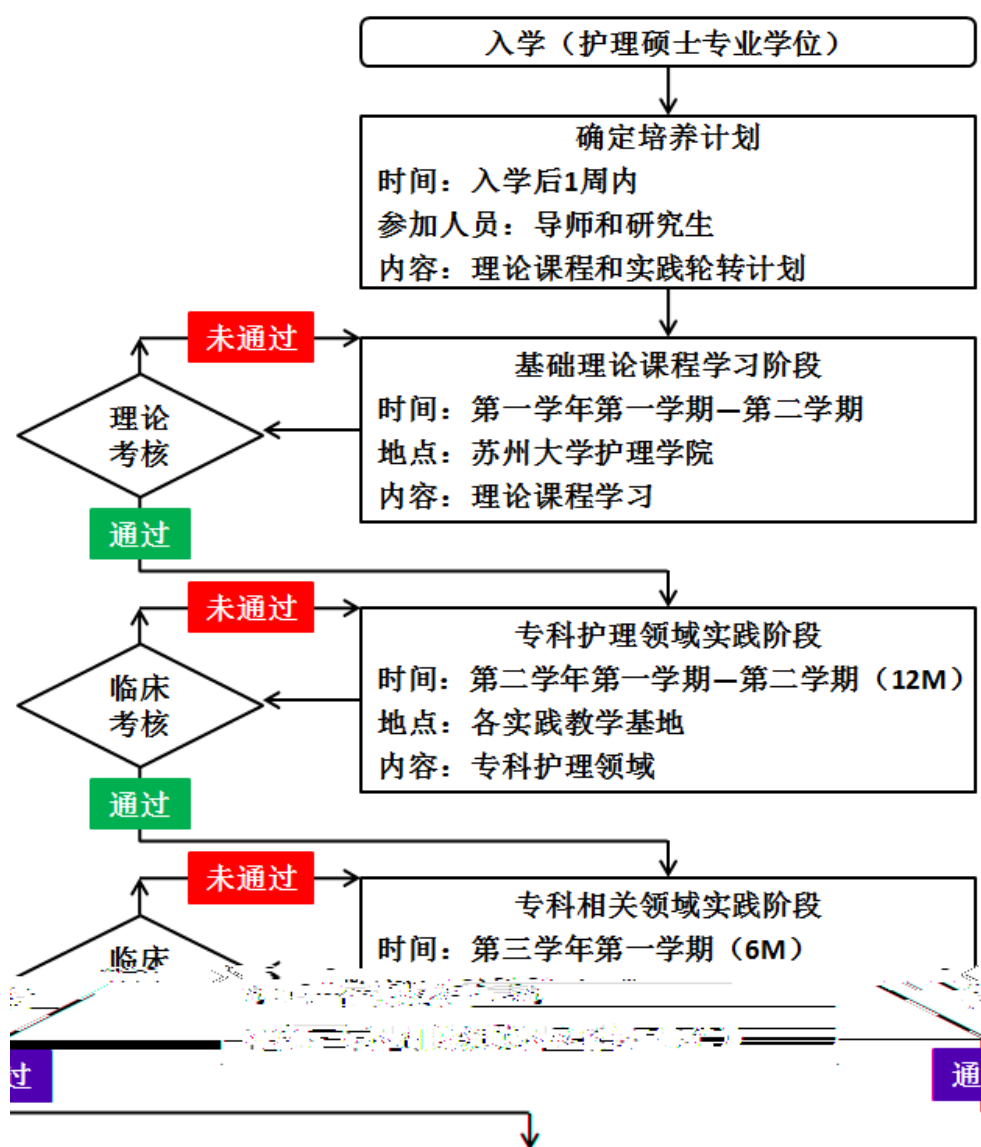 入学（护理硕士专业学位）
确定培养计划
时间：入学后1周内
参加人员：导师和研究生
内容：理论课程和实践轮转计划
未通过
基础理论课程学习阶段
时间：第一学年第一学期—第二学期
地点：苏州大学护理学院
内容：理论课程学习
理论
考核
通过
未通过
专科护理领域实践阶段
时间：第二学年第一学期—第二学期（12M）
地点：各实践教学基地
内容：专科护理领域
临床
考核
通过
未通过
专科相关领域实践阶段
时间：第三学年第一学期（6M）
临床
过
通